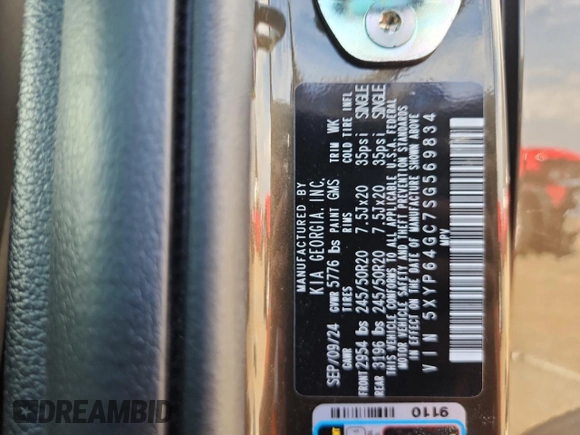 MANUFACTURED BY
KIA GEORGIA, INC.
SEP/09/24 GVWR 5776 lbs PAINT GMS TRIM WK
GAWR TIRES RIMS COLD TIRE INFL
FRONT 2954 lbs 245/50R20 7.5Jx20 35psi SINGLE
REAR 3196 lbs 245/50R20 7.5Jx20 35psi SINGLE
THIS VEHICLE CONFORMS TO ALL APPLICABLE U.S.A. FEDERAL
MOTOR VEHICLE SAFETY AND THEFT PREVENTION STANDARDS
IN EFFECT ON THE DATE OF MANUFACTURE SHOWN ABOVE
VIN 5XYP64GC7SG569834
MPV
9110
DREAMBID